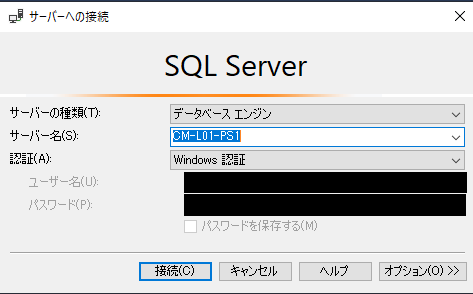 サーバーへの接続
SQL Server
サーバーの種類(T): データベース エンジン
サーバー名(S): CM-L01-PS1
認証(A): Windows 認証
ユーザー名(U):
パスワード(P):
パスワードを保存する(M)
接続(C) キャンセル ヘルプ オプション(O) >>